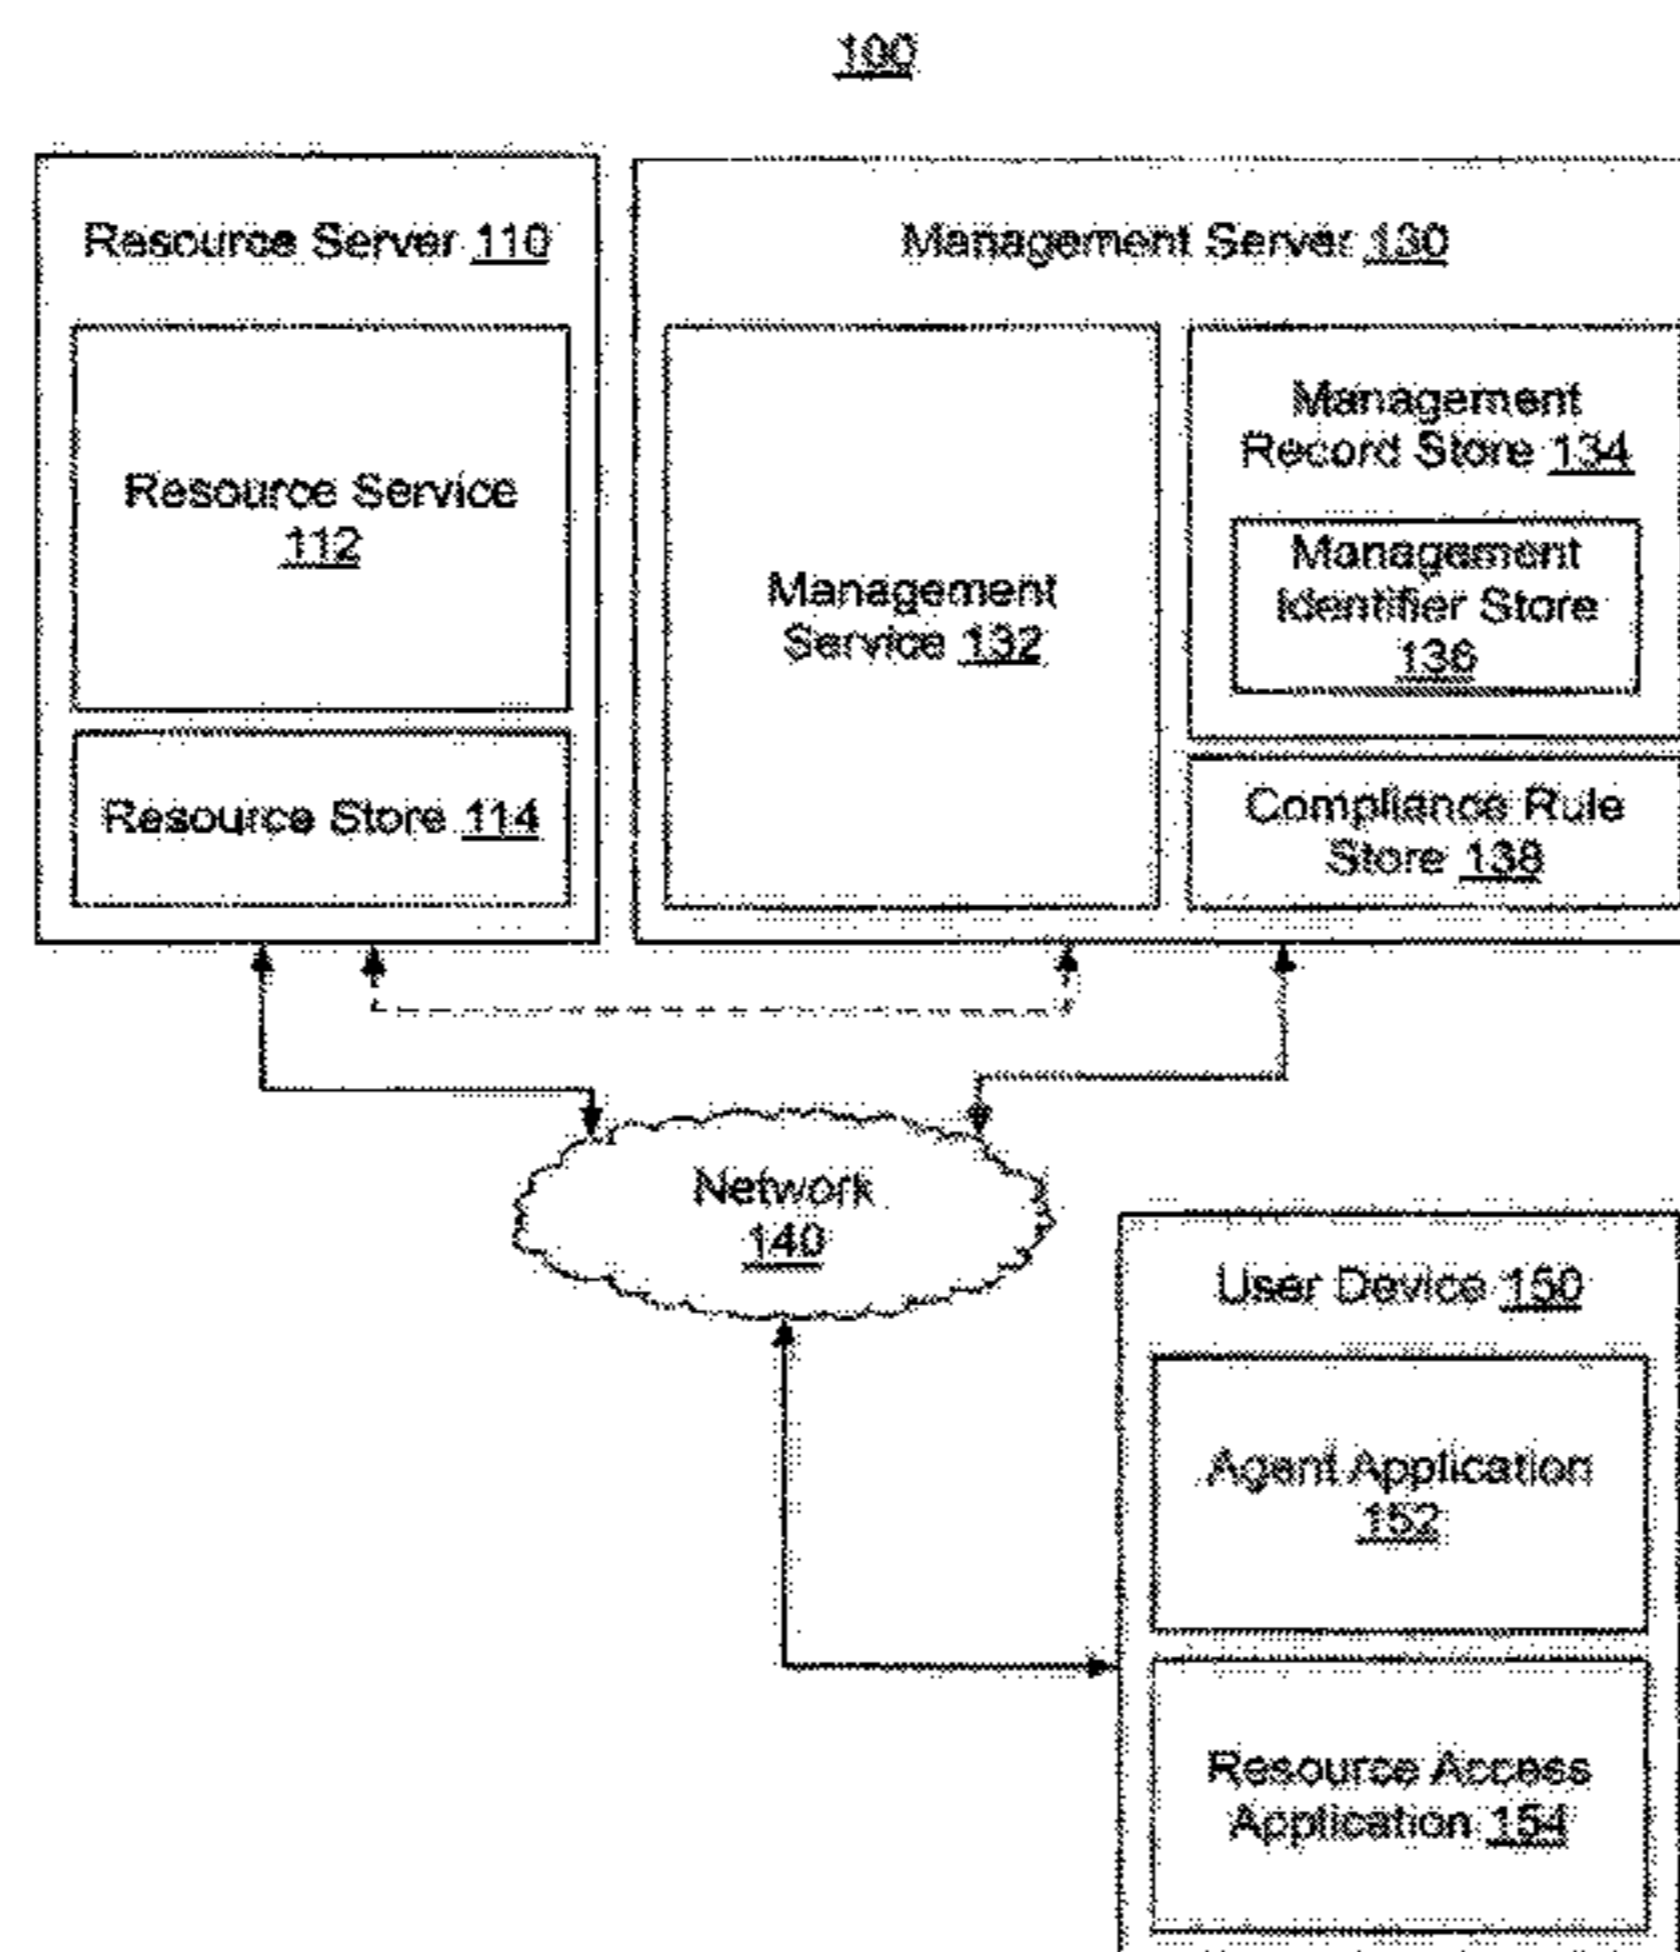 100
Resource Server 110
Resource Service
112
Resource Store 114
Management Server 130
Management
Service 132
Management
Record Store 134
Management
Identifier Store
136
Compliance Rule
Store 138
Network
140
User Device 150
Agent Application
152
Resource Access
Application 154